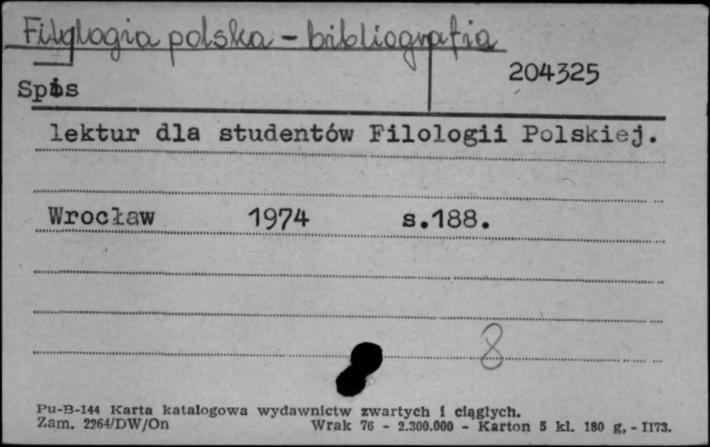 Filologia polska - bibliografia
204325
Spis
lektur dla studentów Filologii Polskiej.
Wrocław 1974 s.188.
8
Pu-B-144 Karta katalogowa wydawnictw zwartych i ciągłych.
Zam. 2264/DW/On Wrak 76 - 2.300.000 - Karton 5 kl. 180 g, - II73.